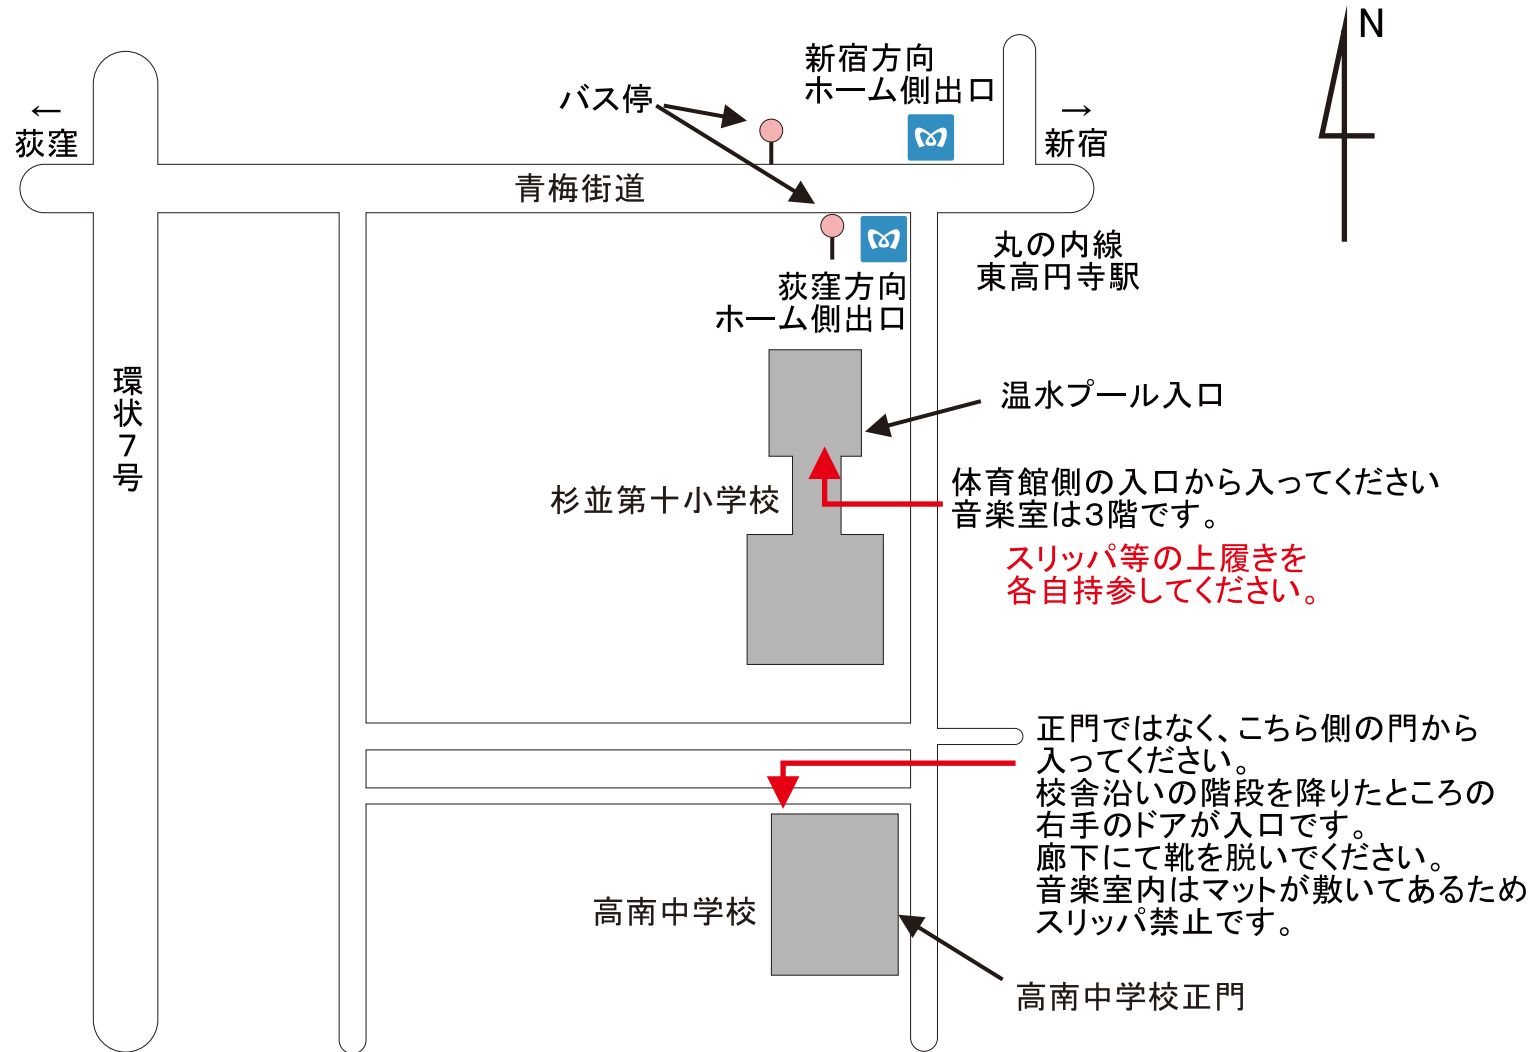 N
新宿方向
ホーム側出口
バス停
←
荻窪
→
新宿
青梅街道
丸の内線
東高円寺駅
荻窪方向
ホーム側出口
環状7号
温水プール入口
杉並第十小学校
体育館側の入口から入ってください
音楽室は3階です。
スリッパ等の上履きを
各自持参してください。
正門ではなく、こちら側の門から
入ってください。
校舎沿いの階段を降りたところの
右手のドアが入口です。
廊下にて靴を脱いでください。
音楽室内はマットが敷いてあるため
スリッパ禁止です。
高南中学校
高南中学校正門